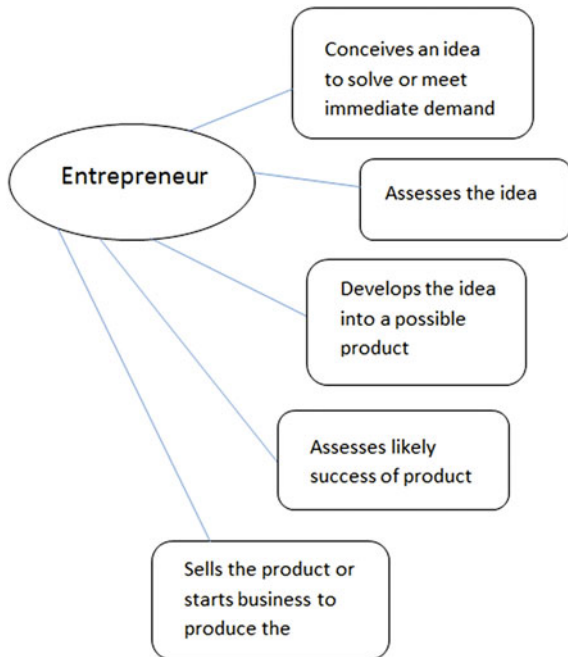 Conceives an idea
to solve or meet
immediate demand
Entrepreneur
Assesses the idea
Develops the idea
into a possible
product
Assesses likely
success of product
Sells the product or
starts business to
produce the